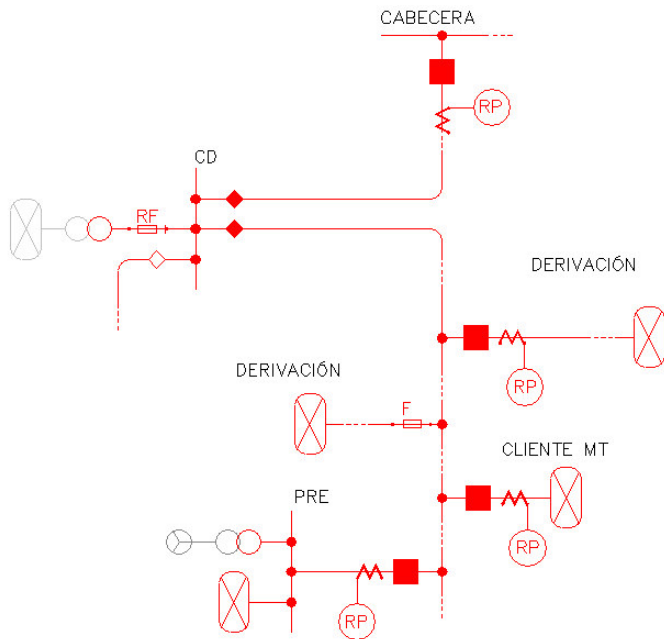 CABECERA
RP
CD
RF
DERIVACIÓN
RP
DERIVACIÓN
F
CLIENTE MT
PRE
RP
RP